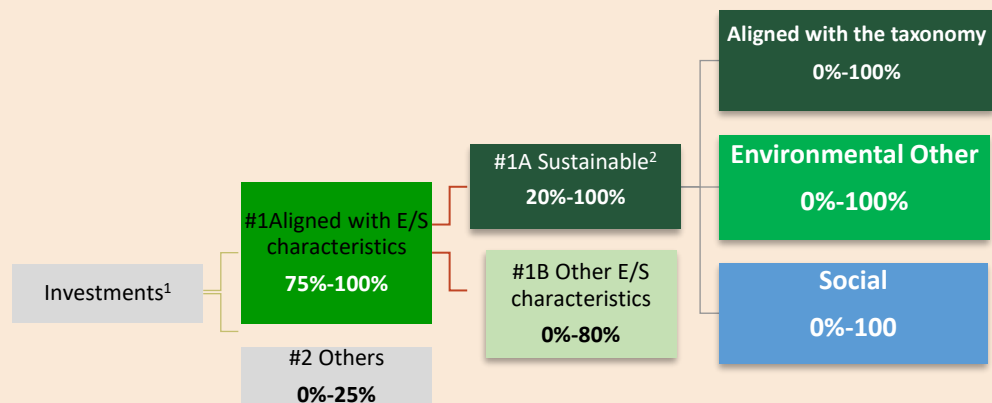 Investments¹
#1Aligned with E/S
characteristics
75%-100%
#2 Others
0%-25%
#1A Sustainable²
20%-100%
#1B Other E/S
characteristics
0%-80%
Aligned with the taxonomy
0%-100%
Environmental Other
0%-100%
Social
0%-100